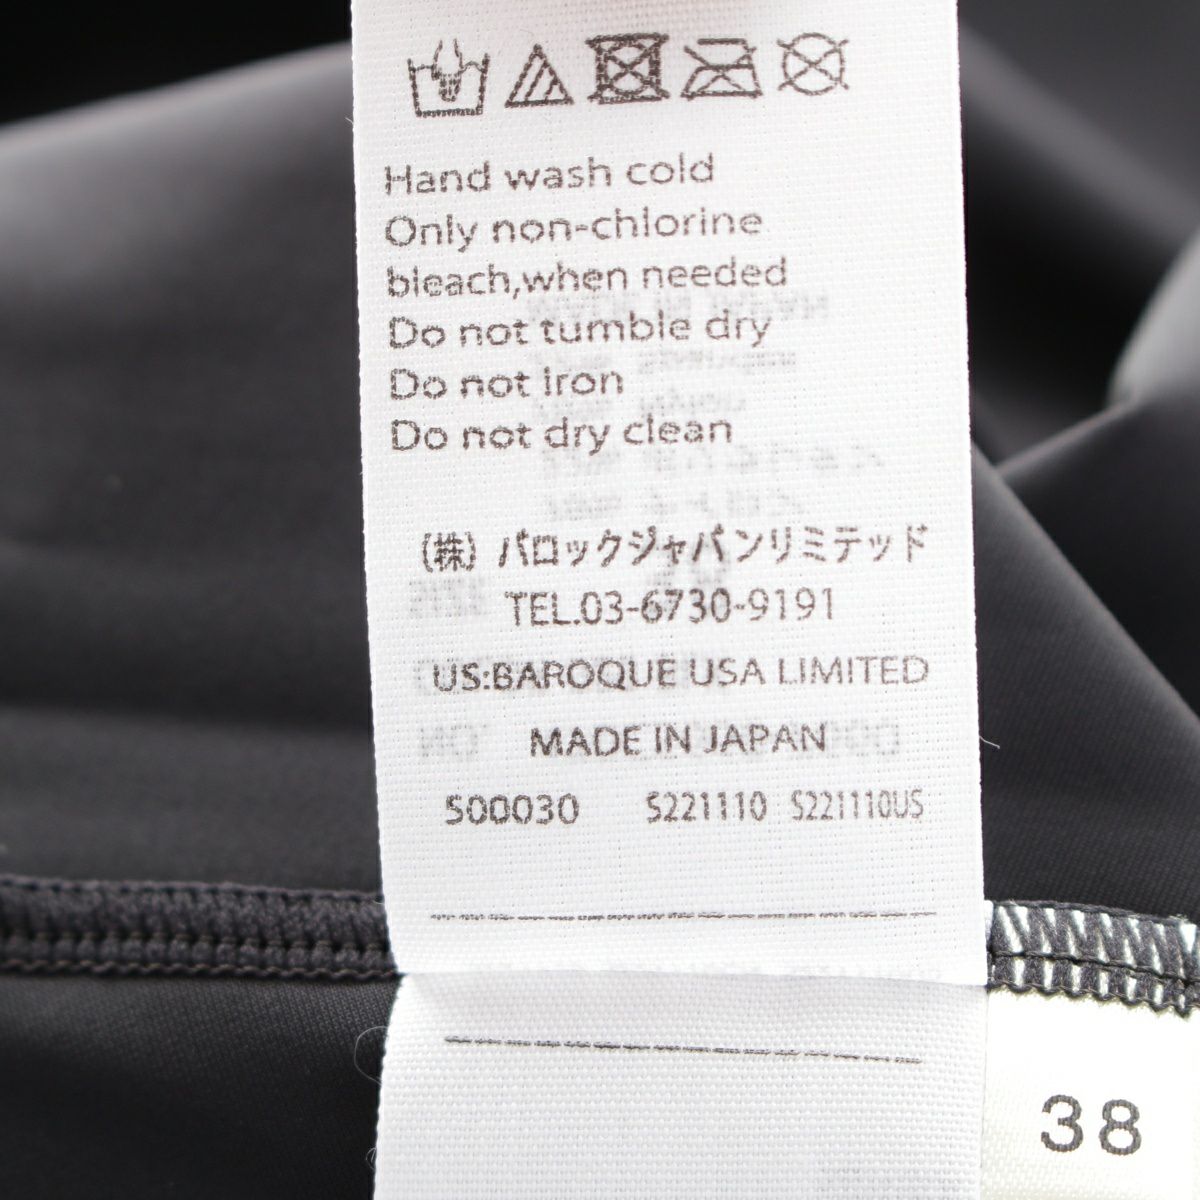 Hand wash cold
Only non-chlorine
bleach,when needed
Do not tumble dry
Do not iron
Do not dry clean
(株) バロックジャパンリミテッド
TEL.03-6730-9191
US:BAROQUE USA LIMITED
MADE IN JAPAN
500030 S221110 S221110US
38